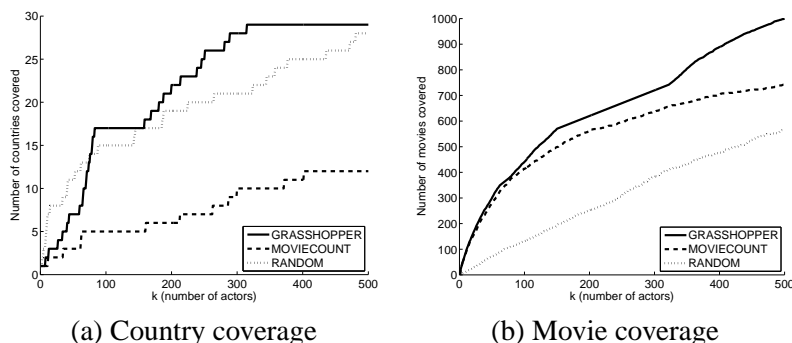 30
25
20
15
10
5
0
0 100 200 300 400 500
Number of countries covered
k (number of actors)
GRASSHOPPER
MOVIECOUNT
RANDOM
(a) Country coverage
1000
900
800
700
600
500
400
300
200
100
0
0 100 200 300 400 500
Number of movies covered
k (number of actors)
GRASSHOPPER
MOVIECOUNT
RANDOM
(b) Movie coverage